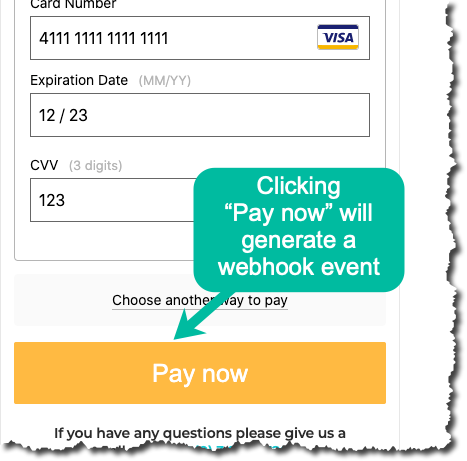 Card Number
4111 1111 1111 1111
VISA
Expiration Date (MM/YY)
12 / 23
CVV (3 digits)
123
Clicking
“Pay now” will
generate a
webhook event
Choose another way to pay
Pay now
If you have any questions please give us a